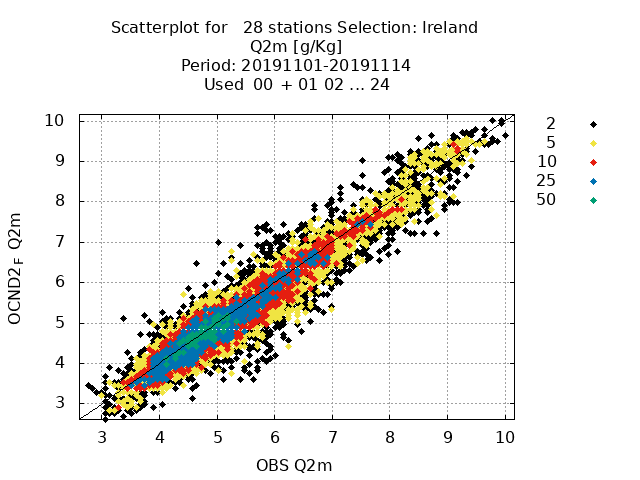 Scatterplot for   28 stations Selection: Ireland
Q2m [g/Kg]
Period: 20191101-20191114
Used  00 + 01 02 ... 24
10
9
8
7
6
5
4
3
3 4 5 6 7 8 9 10
OCND2_F Q2m
OBS Q2m
2
5
10
25
50